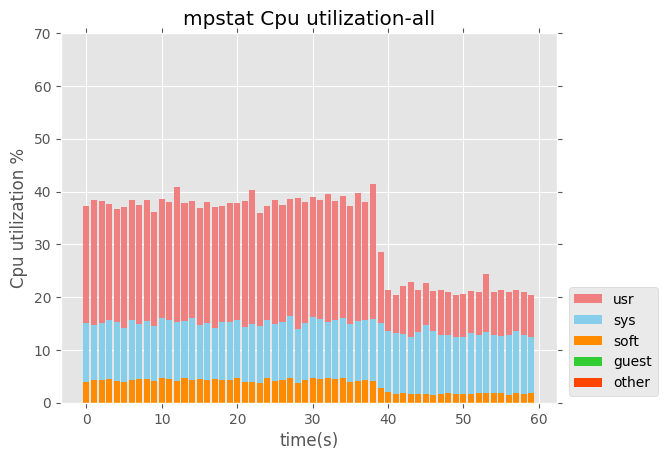 mpstat Cpu utilization-all
70
60
50
40
30
20
10
0
Cpu utilization %
0 10 20 30 40 50 60
time(s)
usr
sys
soft
guest
other